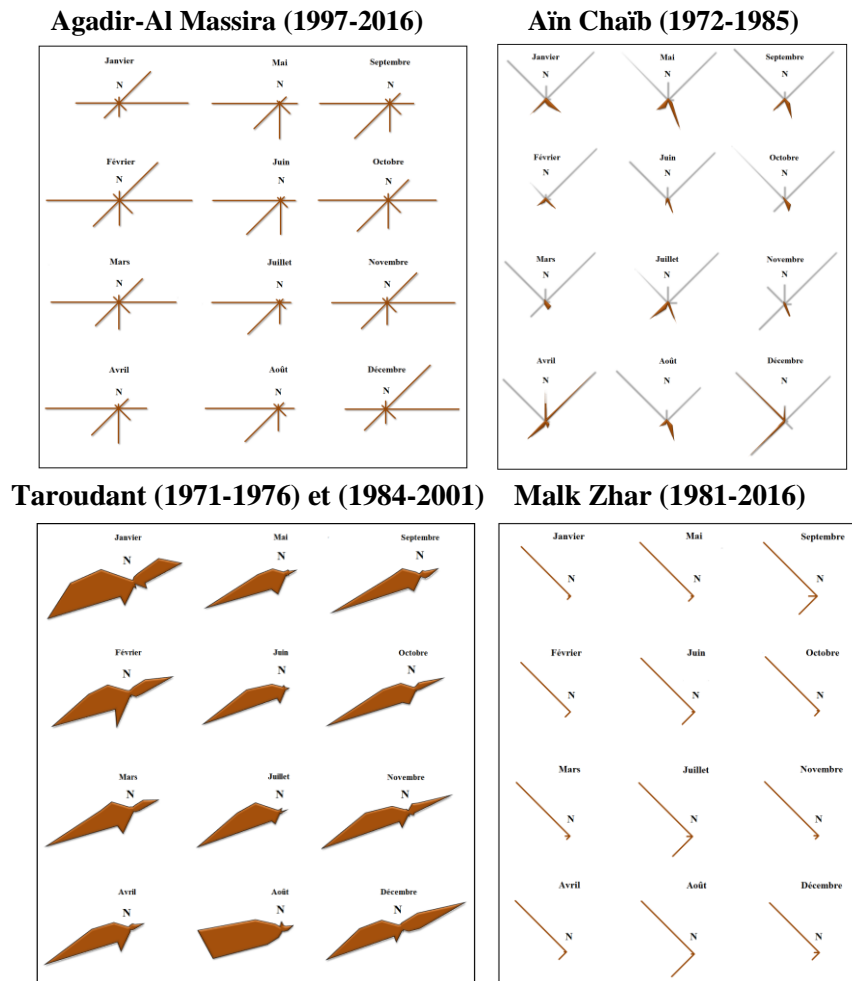 Agadir-Al Massira (1997-2016)
Aïn Chaïb (1972-1985)
Janvier Mai Septembre
N N N
Février Juin Octobre
N N N
Mars Juillet Novembre
N N N
Avril Août Décembre
N N N
Janvier Mai Septembre
N N N
Février Juin Octobre
N N N
Mars Juillet Novembre
N N N
Avril Août Décembre
N N N
Taroudant (1971-1976) et (1984-2001)
Malk Zhar (1981-2016)
Janvier Mai Septembre
N N N
Février Juin Octobre
N N N
Mars Juillet Novembre
N N N
Avril Août Décembre
N N N
Janvier Mai Septembre
N N N
Février Juin Octobre
N N N
Mars Juillet Novembre
N N N
Avril Août Décembre
N N N